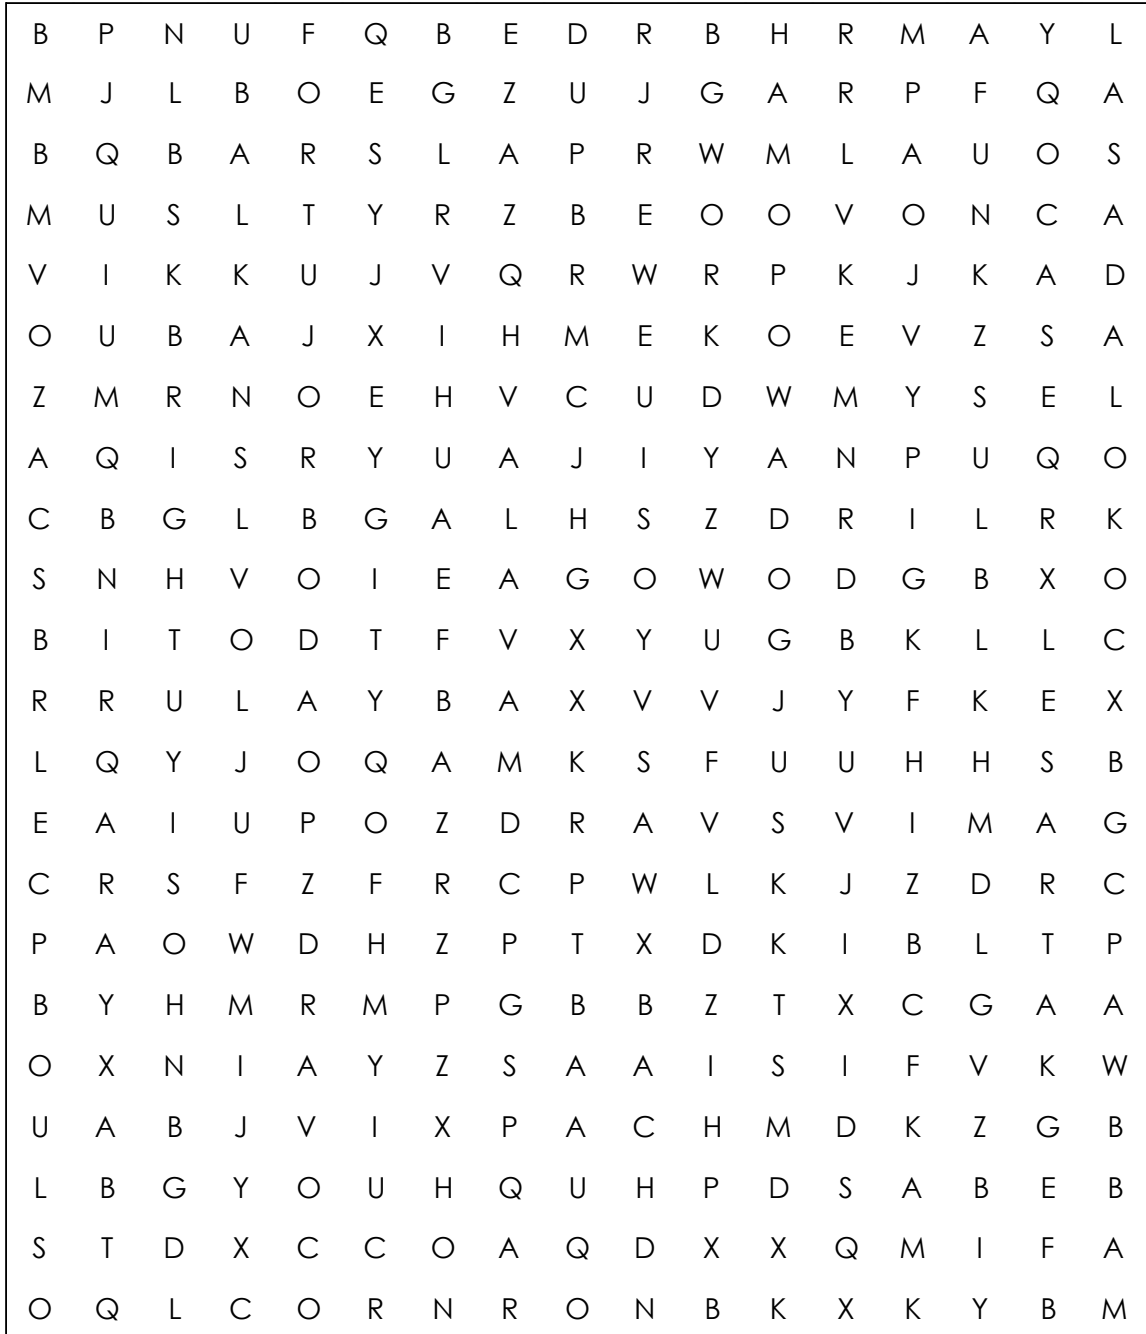 B P N U F Q B E D R B H R M A Y L
M J L B O E G Z U J G A R P F Q A
B Q B A R S L A P R W M L A U O S
M U S L T Y R Z B E O O V O N C A
V I K K U J V Q R W R P K J K A D
O U B A J X I H M E K O E V Z S A
Z M R N O E H V C U D W M Y S E L
A Q I S R Y U A J I Y A N P U Q O
C B G L B G A L H S Z D R I L R K
S N H V O I E A G O W O D G B X O
B I T O D T F V X Y U G B K L L C
R R U L A Y B A X V V J Y F K E X
L Q Y J O Q A M K S F U U H H S B
E A I U P O Z D R A V S V I M A G
C R S F Z F R C P W L K J Z D R C
P A O W D H Z P T X D K I B L T P
B Y H M R M P G B B Z T X C G A A
O X N I A Y Z S A A I S I F V K W
U A B J V I X P A C H M D K Z G B
L B G Y O U H Q U H P D S A B E B
S T D X C C O A Q D X X Q M I F A
O Q L C O R N R O N B K X K Y B M